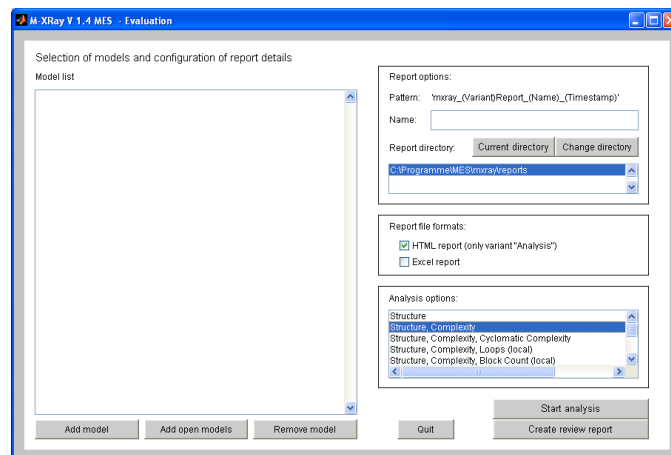 M-XRay V 1.4 MES - Evaluation
Selection of models and configuration of report details
Model list
Report options:
Pattern: 'mxray_(Variant)Report_(Name)_(Timestamp)'
Name:
Report directory: Current directory Change directory
C:\Programme\MES\mxray\reports
Report file formats:
HTML report (only variant "Analysis")
Excel report
Analysis options:
Structure
Structure, Complexity
Structure, Complexity, Cyclomatic Complexity
Structure, Complexity, Loops (local)
Structure, Complexity, Block Count (local)
Start analysis
Add model Add open models Remove model Quit Create review report